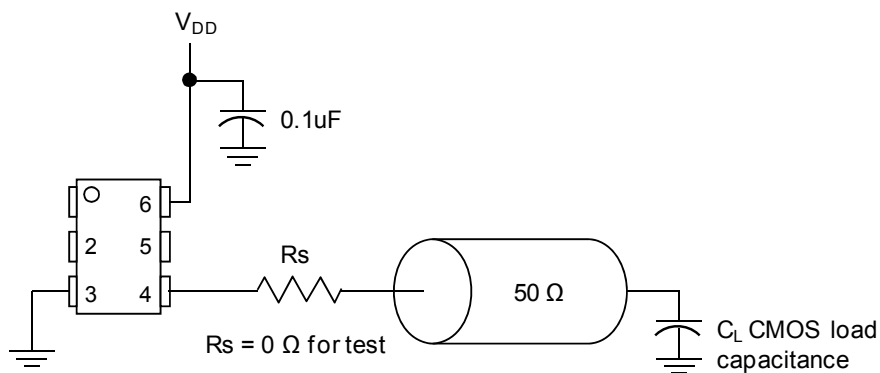 VDD
0.1uF
6
2 5
3 4
Rs
50 Ω
Rs = 0 Ω for test
CL CMOS load
capacitance